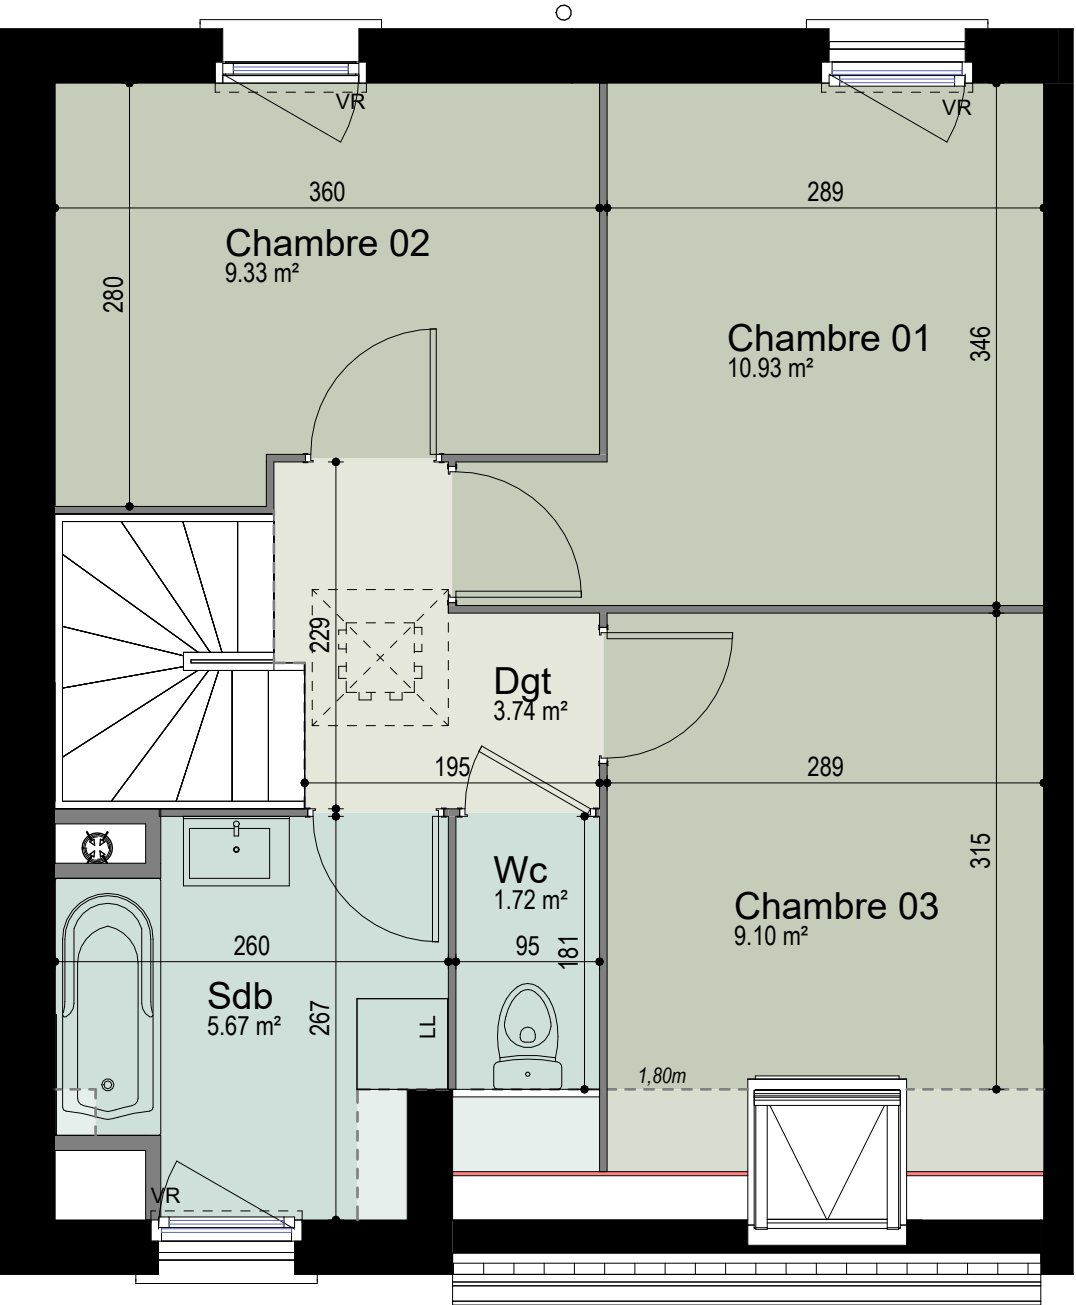 VR
VR
360
289
Chambre 02
9.33 m²
280
Chambre 01
10.93 m²
346
229
Dgt
3.74 m²
195
289
315
Wc
1.72 m²
Chambre 03
9.10 m²
260
95
181
Sdb
5.67 m²
267
LL
1,80m
VR